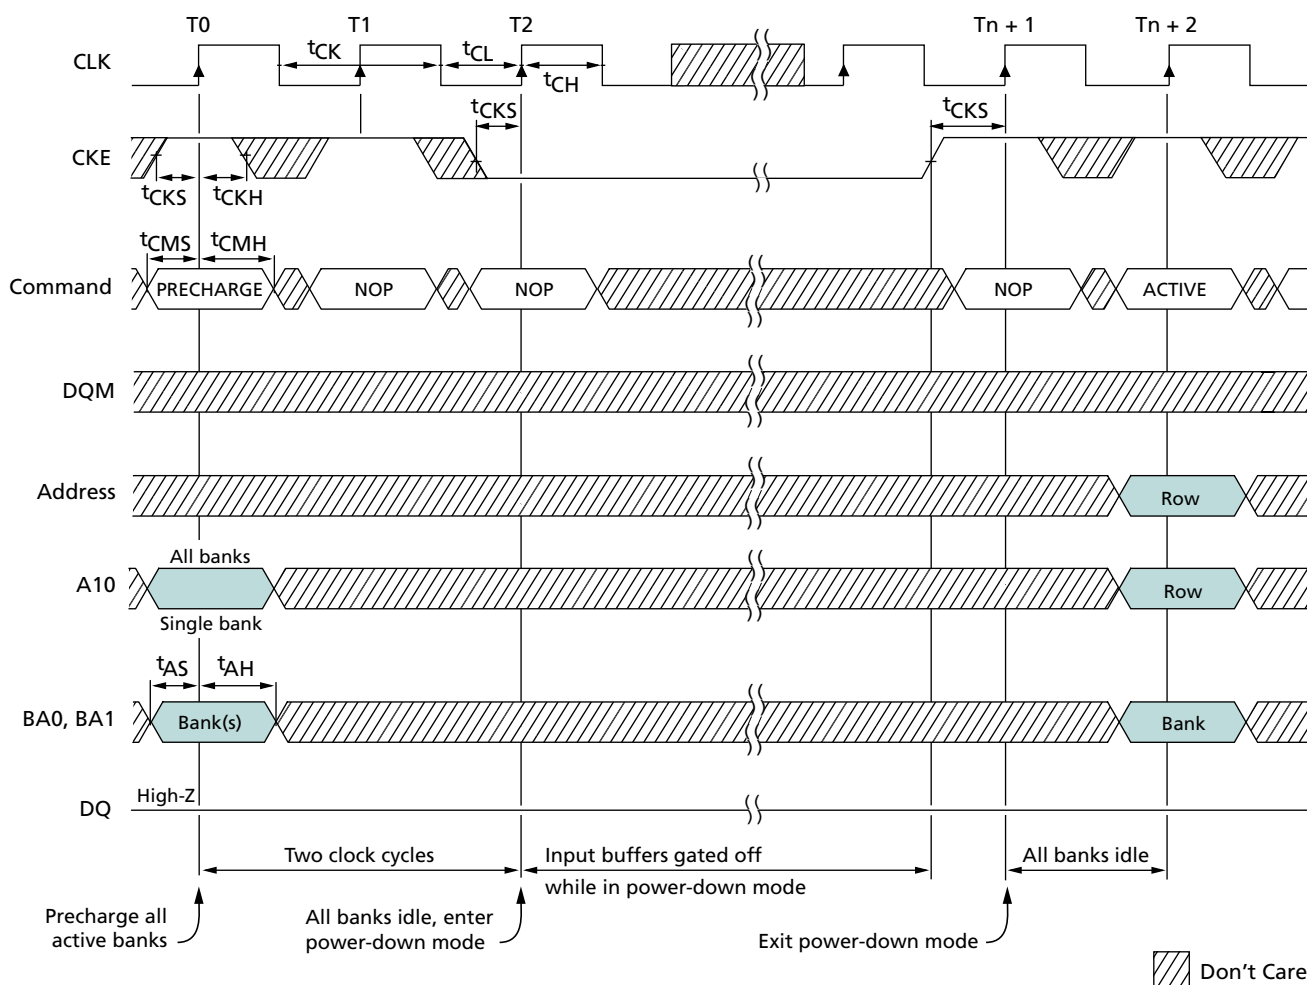 T0 T1 T2 Tn + 1 Tn + 2
CLK
tCK tCL
tCH
tCKS tCKS
CKE
tCKS tCKH
tCMS tCMH
Command PRECHARGE NOP NOP NOP ACTIVE
DQM
Address Row
All banks
A10 Row
Single bank
tAS tAH
BA0, BA1 Bank(s) Bank
High-Z
DQ
Two clock cycles
Input buffers gated off
while in power-down mode
All banks idle
Precharge all
active banks
All banks idle, enter
power-down mode
Exit power-down mode
Don't Care